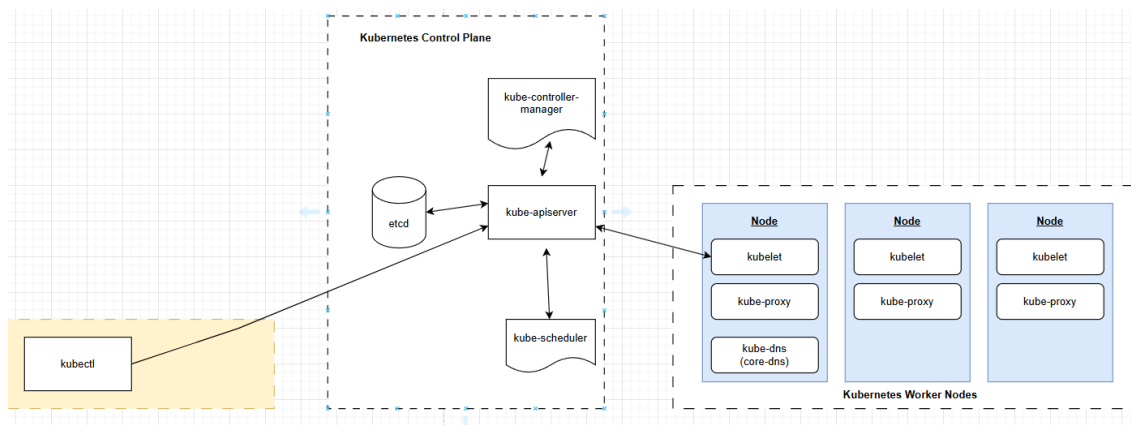 Kubernetes Control Plane
kube-controller-
manager
etcd
kube-apiserver
kube-scheduler
kubectl
Node
kubelet
kube-proxy
kube-dns
(core-dns)
Node
kubelet
kube-proxy
Node
kubelet
kube-proxy
Kubernetes Worker Nodes